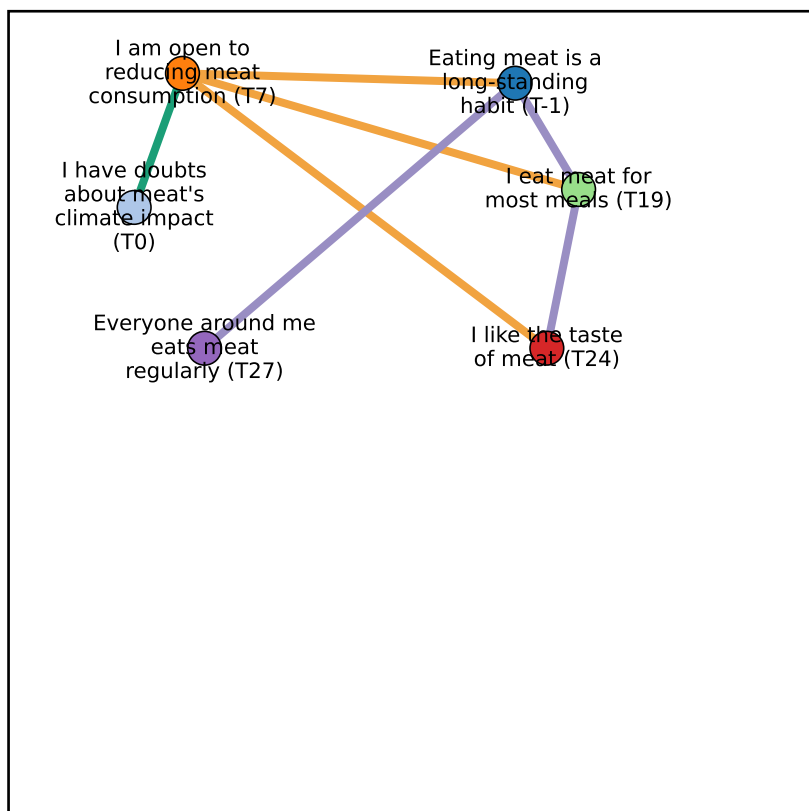 I am open to
reducing meat
consumption (T7)
Eating meat is a
long-standing
habit (T-1)
I have doubts
about meat's
climate impact
(T0)
I eat meat for
most meals (T19)
Everyone around me
eats meat
regularly (T27)
I like the taste
of meat (T24)